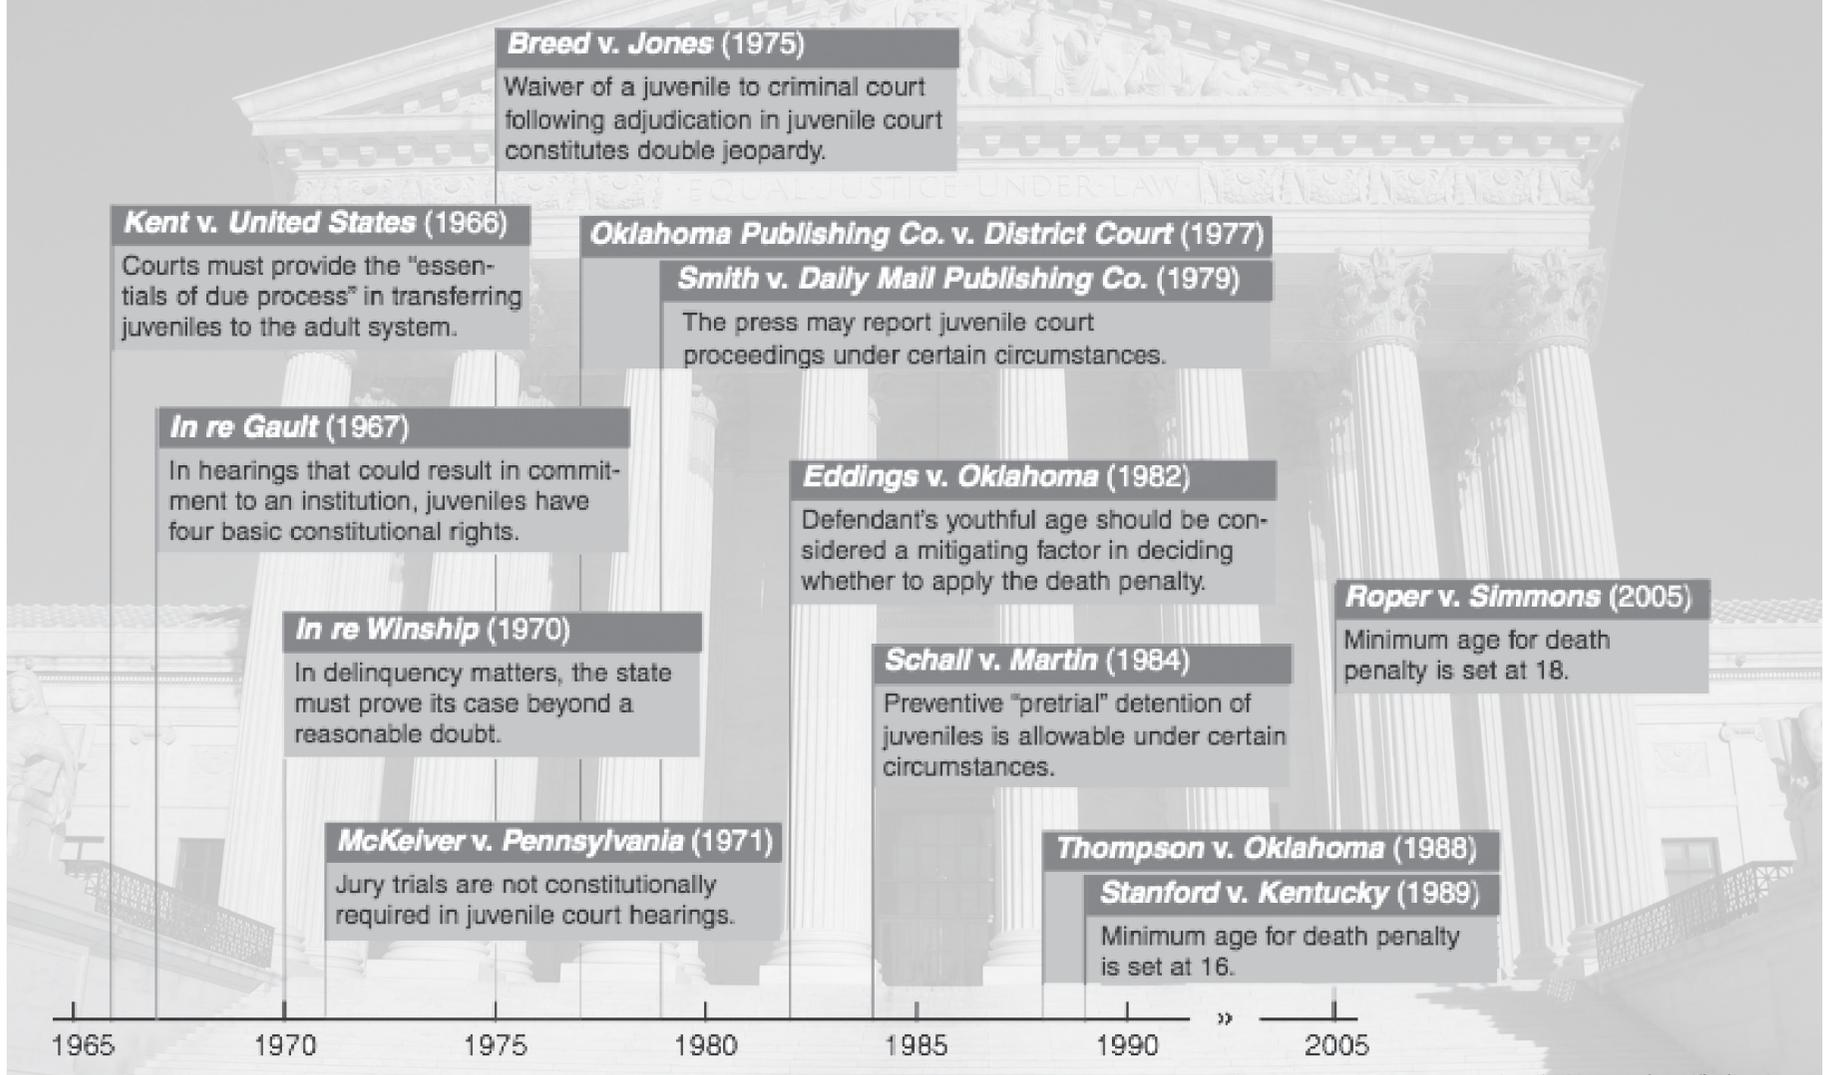 Breed v. Jones (1975)
Waiver of a juvenile to criminal court
following adjudication in juvenile court
constitutes double jeopardy.
EQUAL·JUSTICE·UNDER·LAW
Kent v. United States (1966)
Courts must provide the “essen-
tials of due process” in transferring
juveniles to the adult system.
Oklahoma Publishing Co. v. District Court (1977)
Smith v. Daily Mail Publishing Co. (1979)
The press may report juvenile court
proceedings under certain circumstances.
In re Gault (1967)
In hearings that could result in commit-
ment to an institution, juveniles have
four basic constitutional rights.
Eddings v. Oklahoma (1982)
Defendant’s youthful age should be con-
sidered a mitigating factor in deciding
whether to apply the death penalty.
Roper v. Simmons (2005)
Minimum age for death
penalty is set at 18.
In re Winship (1970)
In delinquency matters, the state
must prove its case beyond a
reasonable doubt.
Schall v. Martin (1984)
Preventive “pretrial” detention of
juveniles is allowable under certain
circumstances.
McKeiver v. Pennsylvania (1971)
Jury trials are not constitutionally
required in juvenile court hearings.
Thompson v. Oklahoma (1988)
Stanford v. Kentucky (1989)
Minimum age for death penalty
is set at 16.
1965 1970 1975 1980 1985 1990 » 2005